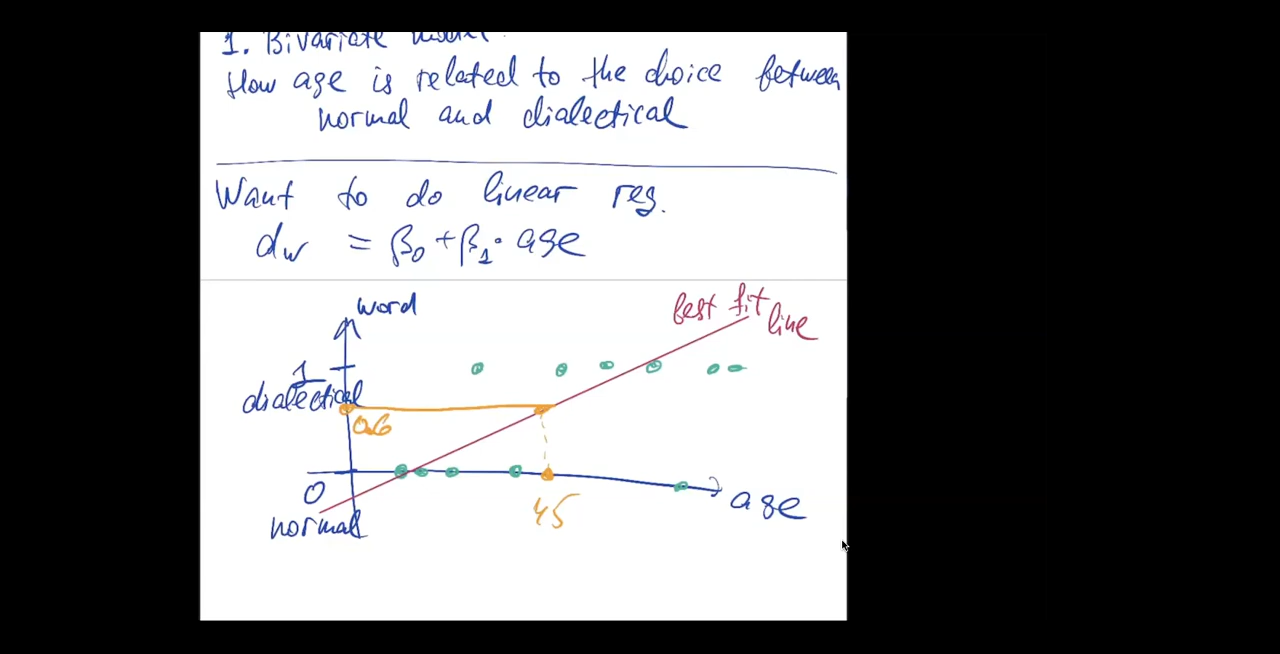 1. Bivariate model.
How age is related to the choice between
normal and dialectical
Want to do linear reg.
dw = β₀ + β₁· age
word
best fit line
1
dialectical
0.6
0
normal
45
age